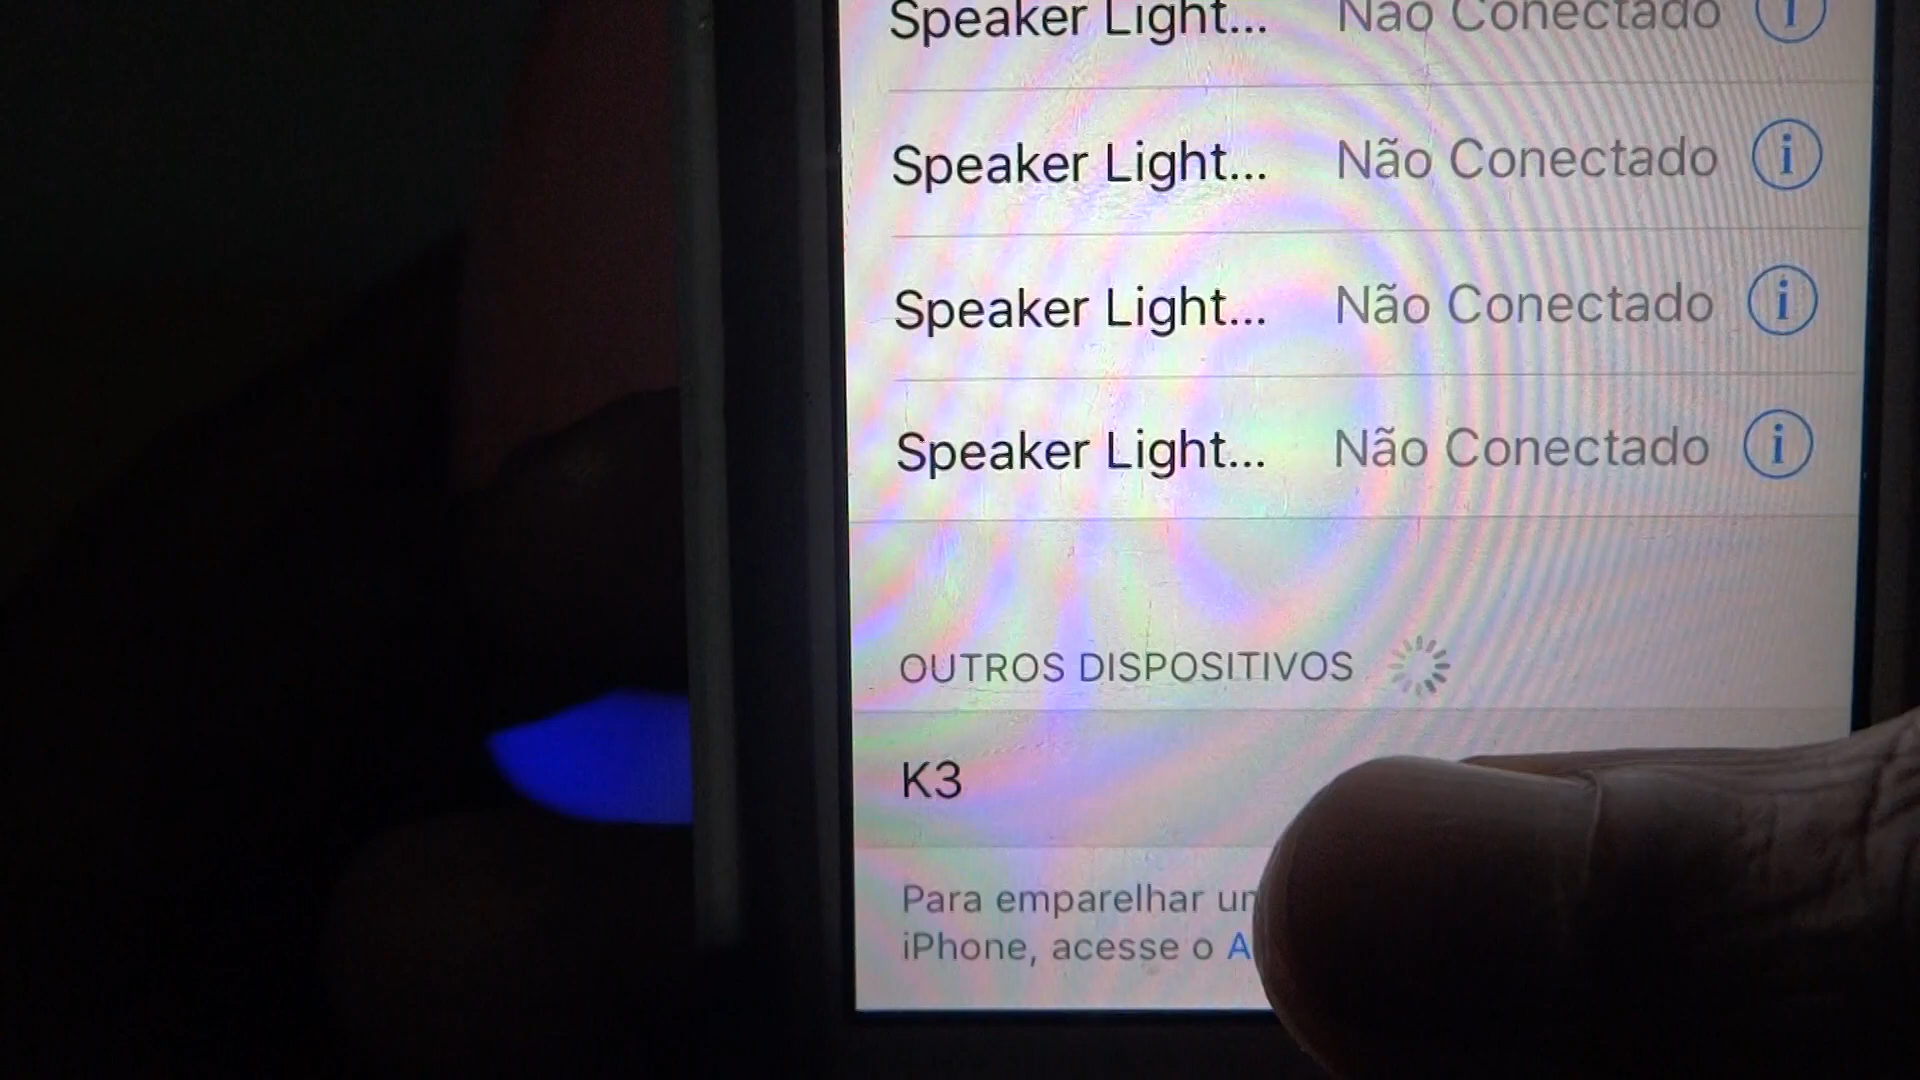 Speaker Light... Não Conectado
Speaker Light... Não Conectado
Speaker Light... Não Conectado
Speaker Light... Não Conectado
OUTROS DISPOSITIVOS
K3
Para emparelhar
iPhone, acesse o